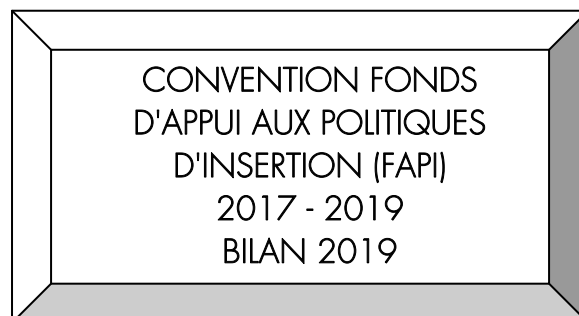 CONVENTION FONDS
D'APPUI AUX POLITIQUES
D'INSERTION (FAPI)
2017 - 2019
BILAN 2019